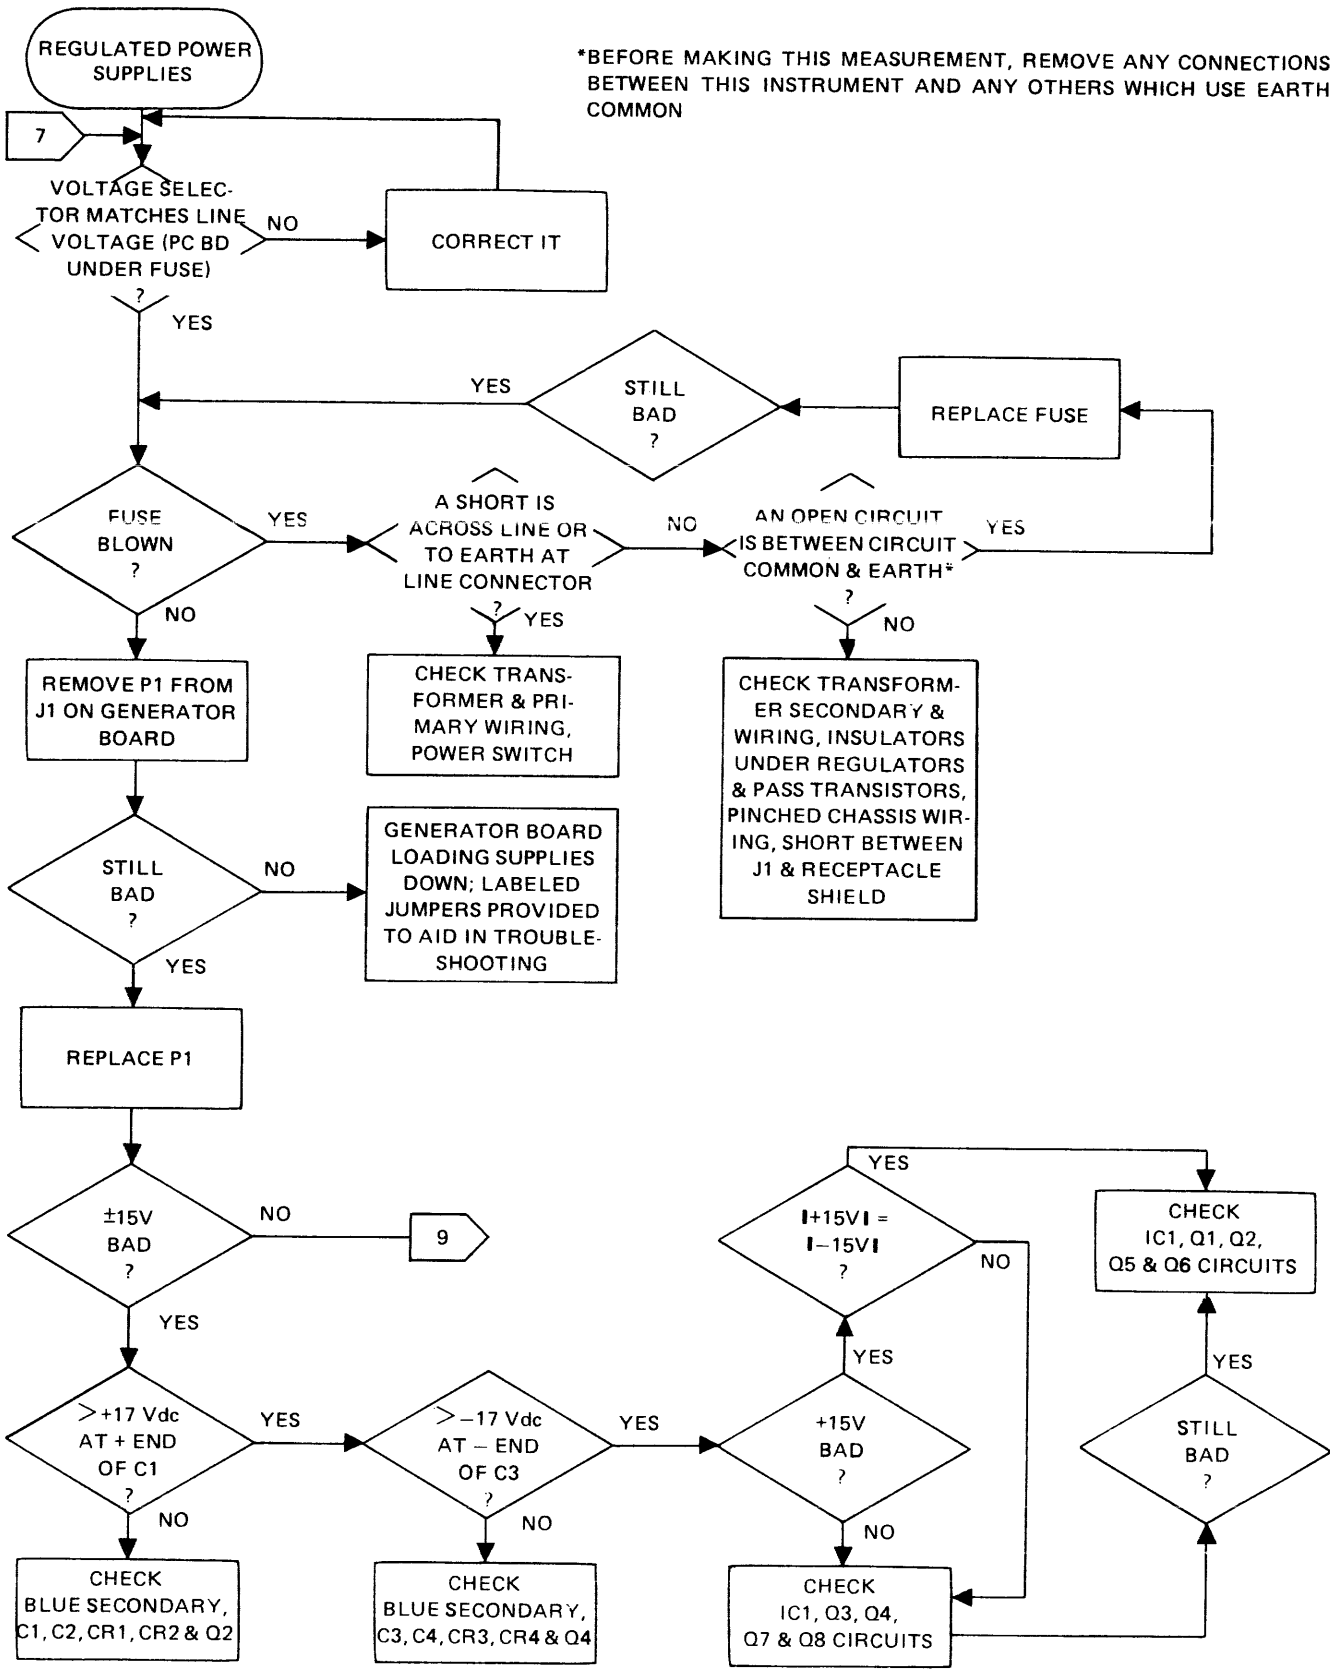 REGULATED POWER
SUPPLIES
*BEFORE MAKING THIS MEASUREMENT, REMOVE ANY CONNECTIONS
BETWEEN THIS INSTRUMENT AND ANY OTHERS WHICH USE EARTH
COMMON
7
VOLTAGE SELEC-
TOR MATCHES LINE
VOLTAGE (PC BD
UNDER FUSE)
?
NO
CORRECT IT
YES
YES
STILL
BAD
?
REPLACE FUSE
FUSE
BLOWN
?
YES
A SHORT IS
ACROSS LINE OR
TO EARTH AT
LINE CONNECTOR
?
NO
AN OPEN CIRCUIT
IS BETWEEN CIRCUIT
COMMON & EARTH*
?
YES
NO
YES
NO
REMOVE P1 FROM
J1 ON GENERATOR
BOARD
CHECK TRANS-
FORMER & PRI-
MARY WIRING,
POWER SWITCH
CHECK TRANSFORM-
ER SECONDARY &
WIRING, INSULATORS
UNDER REGULATORS
& PASS TRANSISTORS,
PINCHED CHASSIS WIR-
ING, SHORT BETWEEN
J1 & RECEPTACLE
SHIELD
STILL
BAD
?
NO
GENERATOR BOARD
LOADING SUPPLIES
DOWN; LABELED
JUMPERS PROVIDED
TO AID IN TROUBLE-
SHOOTING
YES
REPLACE P1
±15V
BAD
?
NO
9
YES
|+15V| =
|−15V|
?
YES
NO
CHECK
IC1, Q1, Q2,
Q5 & Q6 CIRCUITS
YES
>+17 Vdc
AT + END
OF C1
?
YES
>−17 Vdc
AT − END
OF C3
?
YES
+15V
BAD
?
YES
STILL
BAD
?
NO
NO
NO
CHECK
BLUE SECONDARY,
C1, C2, CR1, CR2 & Q2
CHECK
BLUE SECONDARY,
C3, C4, CR3, CR4 & Q4
CHECK
IC1, Q3, Q4,
Q7 & Q8 CIRCUITS